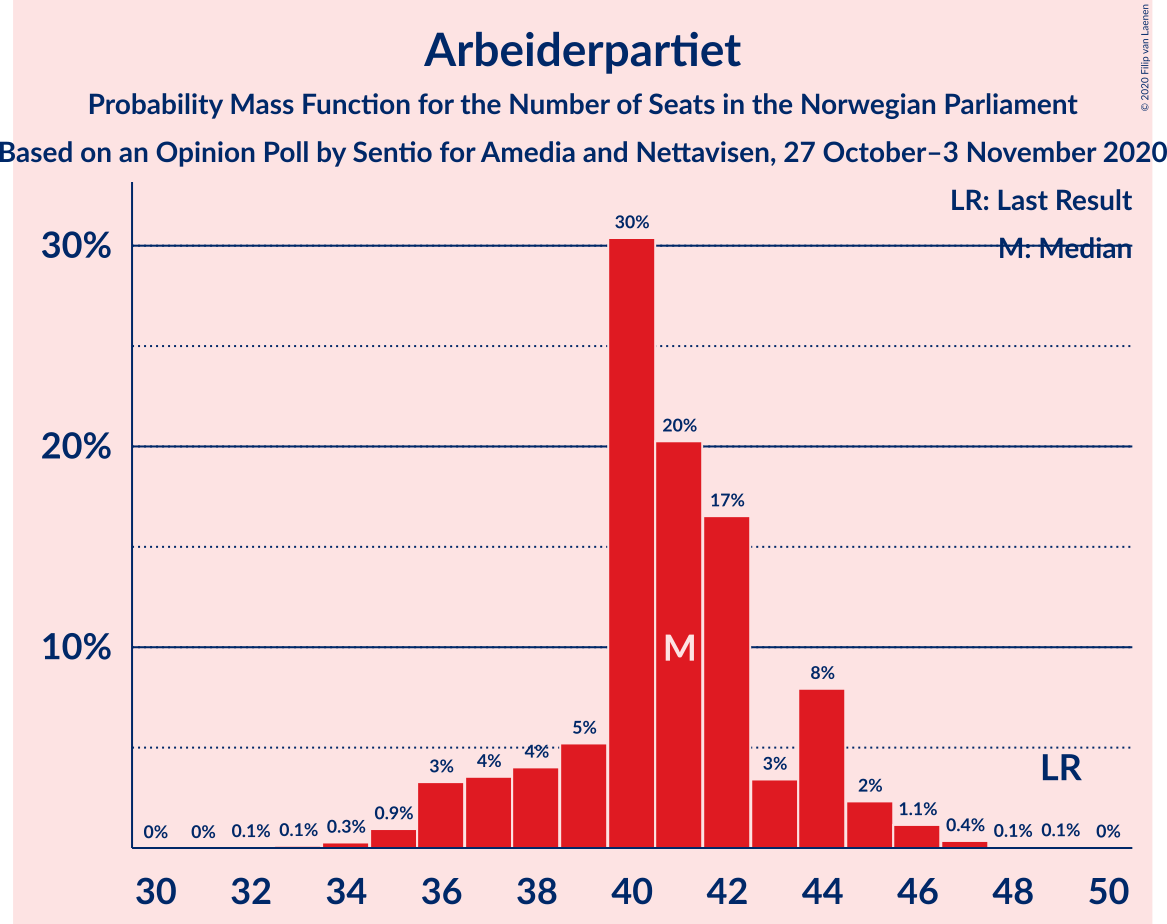 Arbeiderpartiet
Probability Mass Function for the Number of Seats in the Norwegian Parliament
Based on an Opinion Poll by Sentio for Amedia and Nettavisen, 27 October–3 November 2020
© 2020 Filip van Laenen
LR: Last Result
M: Median
30%
20%
10%
0% 0% 0.1% 0.1% 0.3% 0.9% 3% 4% 4% 5% 30% 20% 17% 3% 8% 2% 1.1% 0.4% 0.1% 0.1% 0%
M
LR
30 32 34 36 38 40 42 44 46 48 50